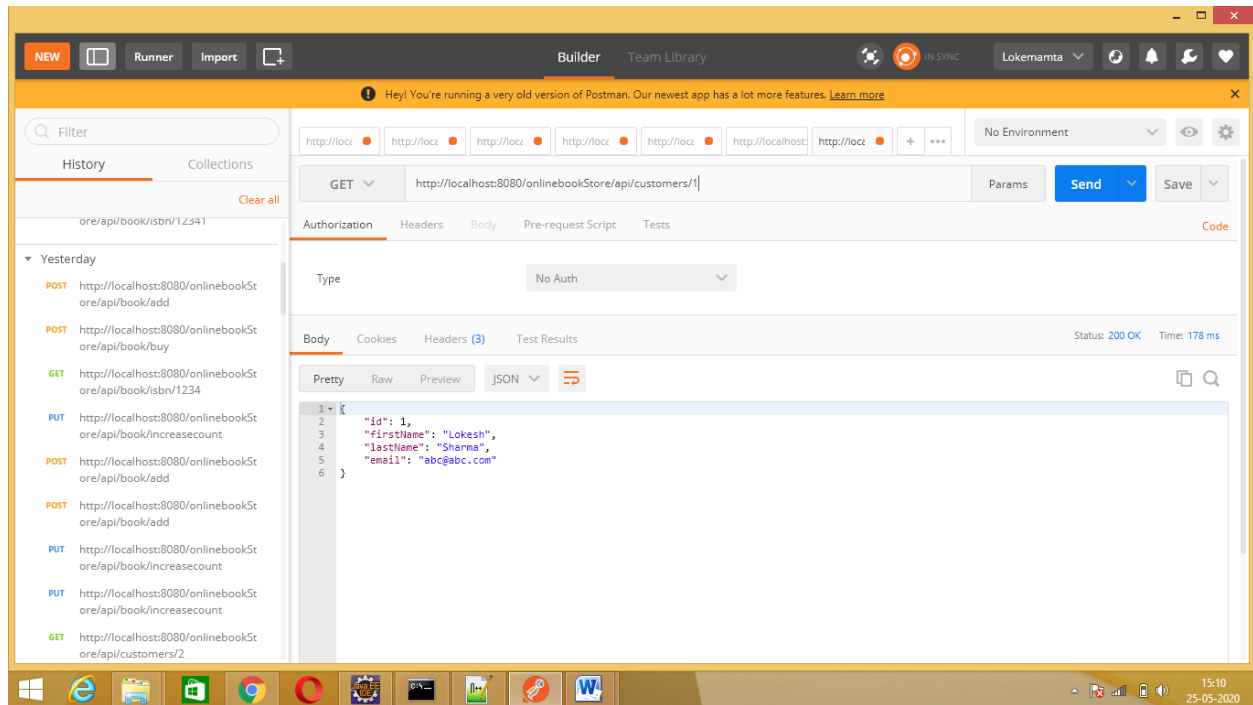 NEW Runner Import Builder Team Library IN SYNC Lokemamta
Hey! You're running a very old version of Postman. Our newest app has a lot more features. Learn more
Filter
History Collections
Clear all
ore/api/book/isbn/12341
Yesterday
POST http://localhost:8080/onlinebookSt
ore/api/book/add
POST http://localhost:8080/onlinebookSt
ore/api/book/buy
GET http://localhost:8080/onlinebookSt
ore/api/book/isbn/1234
PUT http://localhost:8080/onlinebookSt
ore/api/book/increasecount
POST http://localhost:8080/onlinebookSt
ore/api/book/add
POST http://localhost:8080/onlinebookSt
ore/api/book/add
PUT http://localhost:8080/onlinebookSt
ore/api/book/increasecount
PUT http://localhost:8080/onlinebookSt
ore/api/book/increasecount
GET http://localhost:8080/onlinebookSt
ore/api/customers/2
http://loca http://loca http://loca http://loca http://loca http://localhost: http://loca + ••• No Environment
GET http://localhost:8080/onlinebookStore/api/customers/1 Params Send Save
Authorization Headers Body Pre-request Script Tests Code
Type No Auth
Body Cookies Headers (3) Test Results Status: 200 OK Time: 178 ms
Pretty Raw Preview JSON
1 {
2 "id": 1,
3 "firstName": "Lokesh",
4 "lastName": "Sharma",
5 "email": "abc@abc.com"
6 }
15:10
25-05-2020